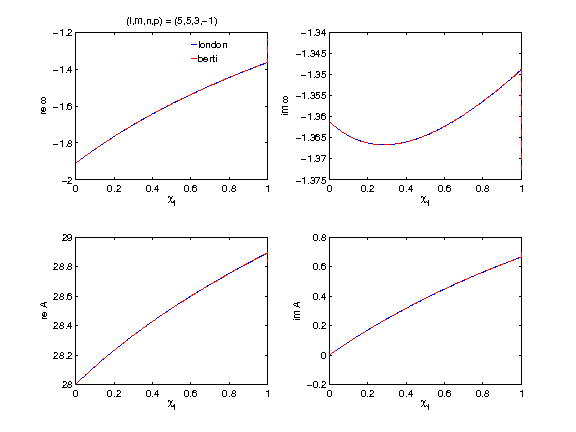 (l,m,n,p) = (5,5,3,−1)
−1.2
−1.4
−1.6
−1.8
−2
re ω
london
berti
0 0.2 0.4 0.6 0.8 1
χf
−1.34
−1.345
−1.35
−1.355
−1.36
−1.365
−1.37
−1.375
im ω
0 0.2 0.4 0.6 0.8 1
χf
29
28.8
28.6
28.4
28.2
28
re A
0 0.2 0.4 0.6 0.8 1
χf
0.8
0.6
0.4
0.2
0
−0.2
im A
0 0.2 0.4 0.6 0.8 1
χf